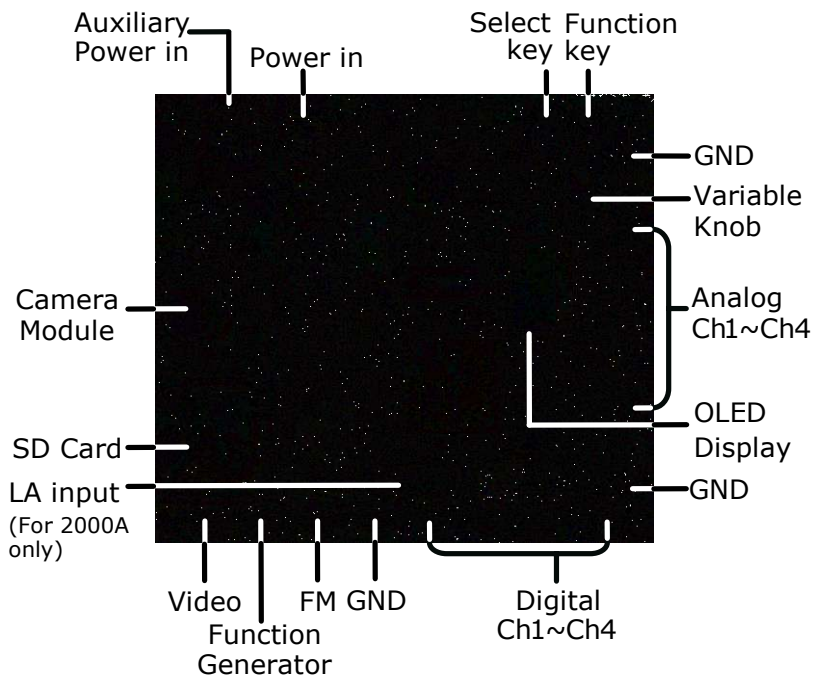 Auxiliary
Power in
Power in
Select Function
key key
GND
Variable
Knob
Camera
Module
Analog
Ch1~Ch4
OLED
Display
SD Card
LA input
(For 2000A
only)
GND
Video
Function
Generator
FM GND
Digital
Ch1~Ch4